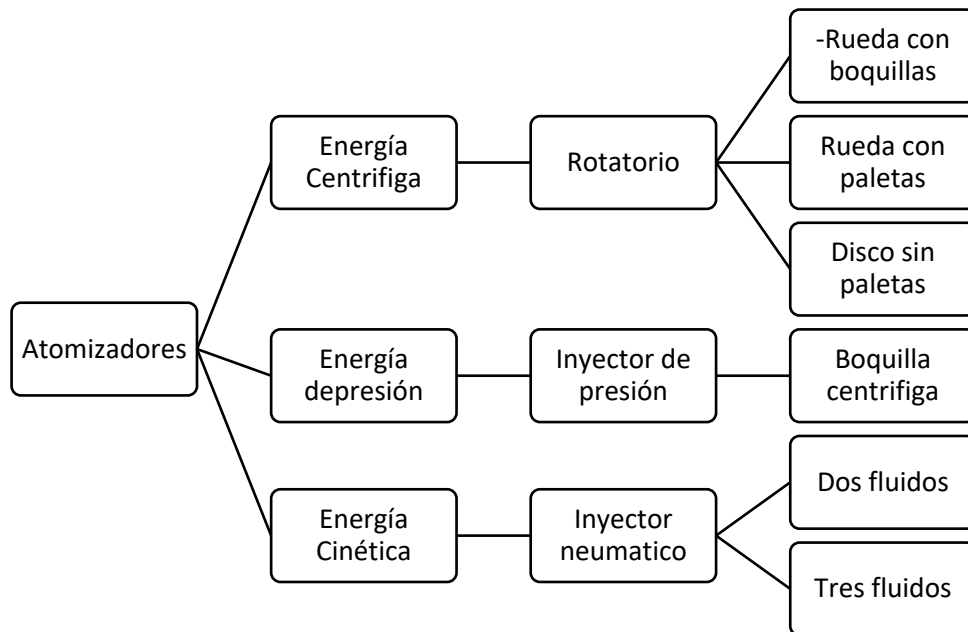 Atomizadores
Energía
Centrifiga
Rotatorio
-Rueda con
boquillas
Rueda con
paletas
Disco sin
paletas
Energía
depresión
Inyector de
presión
Boquilla
centrifiga
Energía
Cinética
Inyector
neumatico
Dos fluidos
Tres fluidos